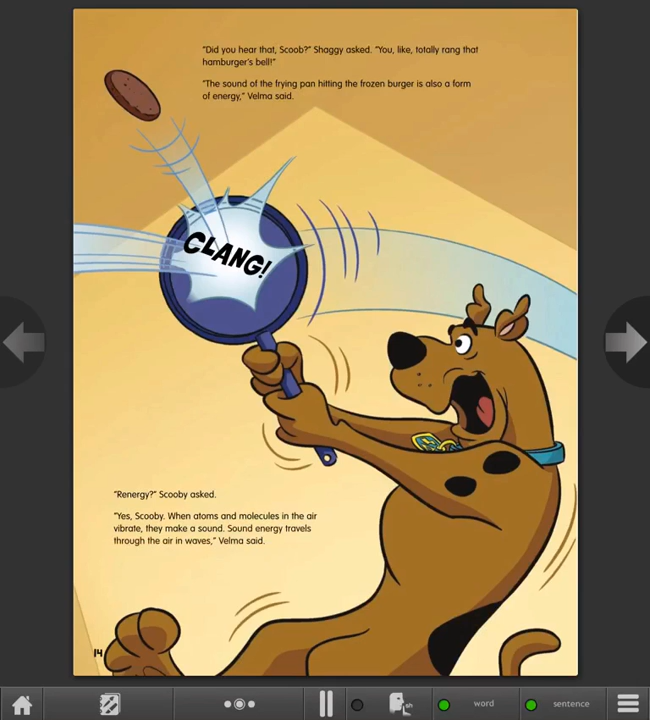 “Did you hear that, Scoob?” Shaggy asked. “You, like, totally rang that
hamburger’s bell!”
“The sound of the frying pan hitting the frozen burger is also a form
of energy,” Velma said.
CLANG!
“Renergy?” Scooby asked.
“Yes, Scooby. When atoms and molecules in the air
vibrate, they make a sound. Sound energy travels
through the air in waves,” Velma said.
14
word
sentence